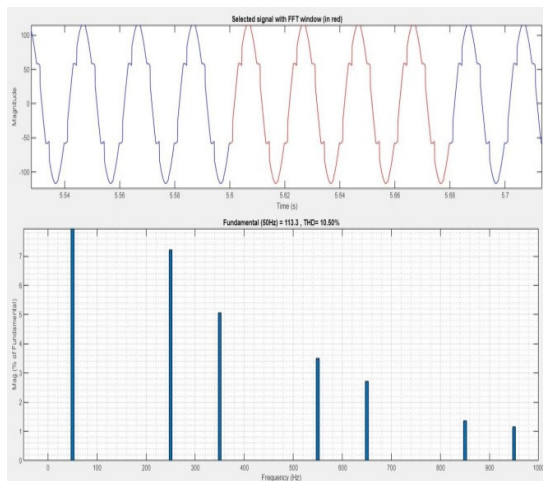 Selected signal with FFT window (in red)
Magnitude
100
50
0
-50
-100
5.54 5.56 5.58 5.6 5.62 5.64 5.66 5.68 5.7
Time (s)
Fundamental (50Hz) = 113.3 , THD= 10.50%
Mag (% of Fundamental)
7
6
5
4
3
2
1
0
0 100 200 300 400 500 600 700 800 900 1000
Frequency (Hz)